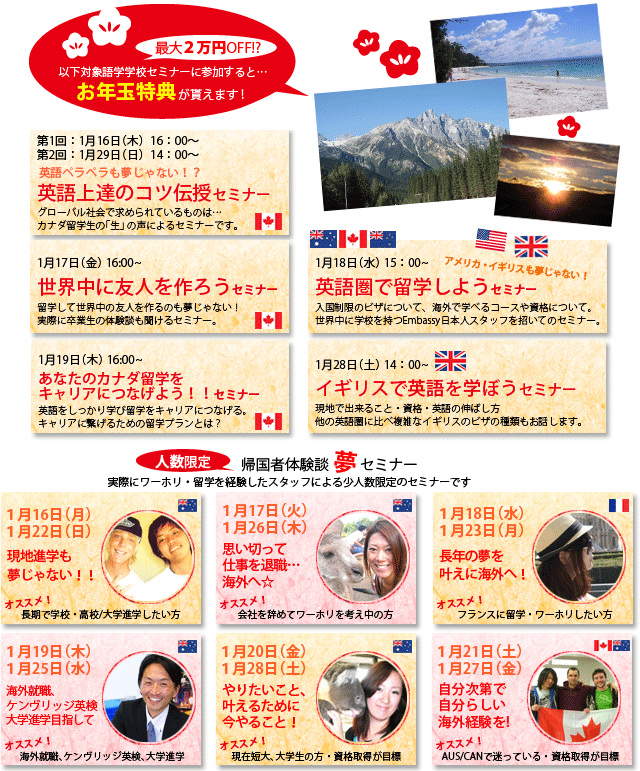 最大2万円OFF!?
以下対象語学学校セミナーに参加すると…
お年玉特典が貰えます！
第1回：1月16日（木） 16：00～
第2回：1月29日（日） 14：00～
英語ペラペラも夢じゃない！？
英語上達のコツ伝授セミナー
グローバル社会で求められているものは…
カナダ留学生の「生」の声によるセミナーです。
1月17日（金） 16:00~
世界中に友人を作ろうセミナー
留学して世界中の友人を作るのも夢じゃない！
実際に卒業生の体験談も聞けるセミナー。
1月18日（水） 15：00~
アメリカ・イギリスも夢じゃない！
英語圏で留学しようセミナー
入国制限のビザについて、海外で学べるコースや資格について。
世界中に学校を持つEmbassy日本人スタッフを招いてのセミナー。
1月19日（木） 16:00~
あなたのカナダ留学を
キャリアにつなげよう！！セミナー
英語をしっかり学び留学をキャリアにつなげる。
キャリアに繋げるための留学プランとは？
1月28日（土） 14：00~
イギリスで英語を学ぼうセミナー
現地で出来ること・資格・英語の伸ばし方
他の英語圏に比べ複雑なイギリスのビザの種類もお話します。
人数限定 帰国者体験談 夢 セミナー
実際にワーホリ・留学を経験したスタッフによる少人数限定のセミナーです
1月16日（月）
1月22日（日）
現地進学も
夢じゃない！！
オススメ！
長期で学校・高校/大学進学したい方
1月17日（火）
1月26日（木）
思い切って
仕事を退職…
海外へ☆
オススメ！
会社を辞めてワーホリを考え中の方
1月18日（水）
1月23日（月）
長年の夢を
叶えに海外へ！
オススメ！
フランスに留学・ワーホリしたい方
1月19日（木）
1月25日（水）
海外就職、
ケンヴリッジ英検
大学進学目指して
オススメ！
海外就職、ケンヴリッジ英検、大学進学
1月20日（金）
1月28日（土）
やりたいこと、
叶えるために
今やること！
オススメ！
現在短大、大学生の方・資格取得が目標
1月21日（土）
1月27日（金）
自分次第で
自分らしい
海外経験を!
オススメ！
AUS/CANで迷っている・資格取得が目標